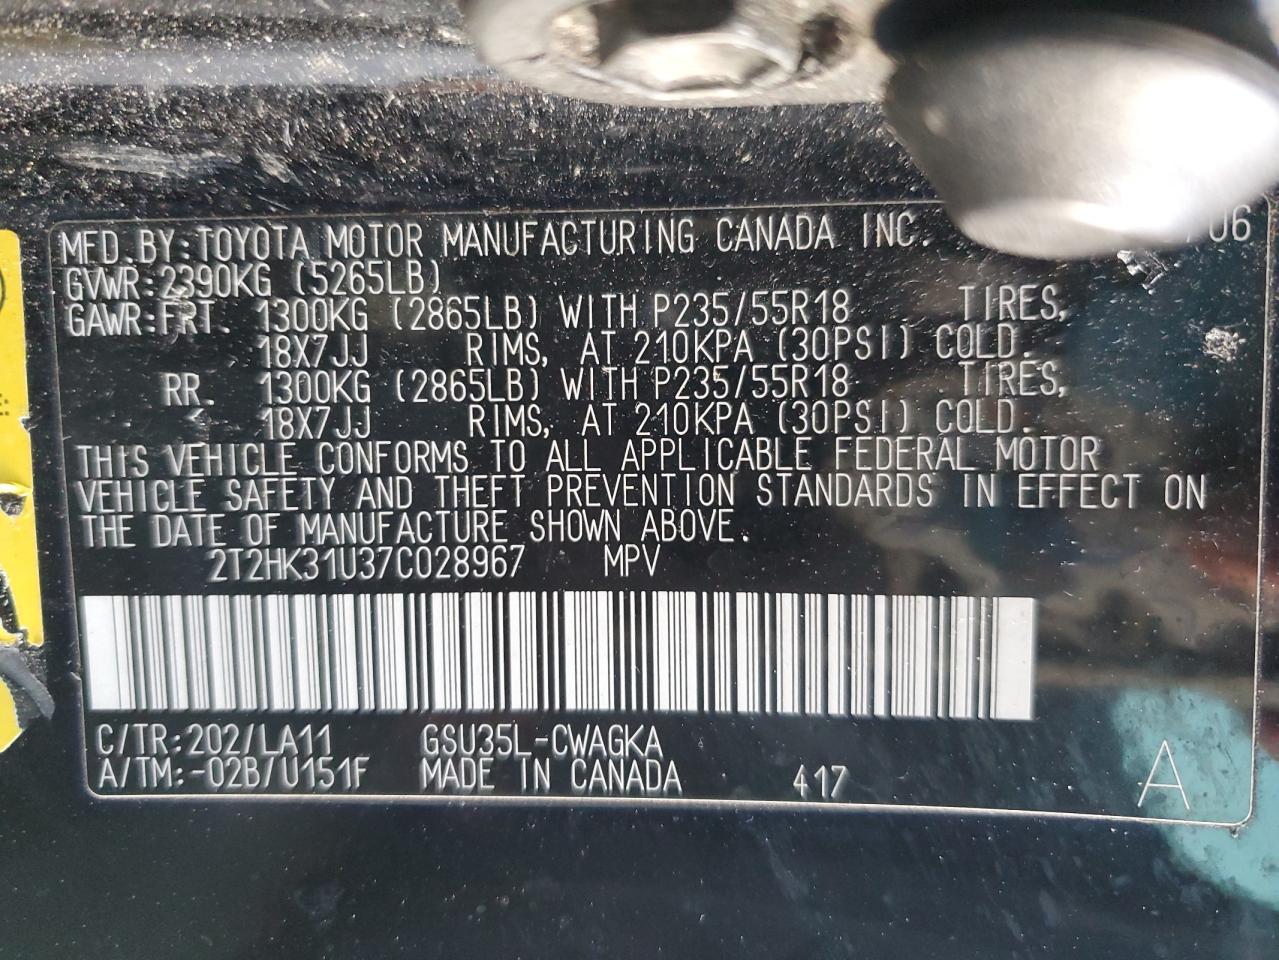 MFD.BY:TOYOTA MOTOR MANUFACTURING CANADA INC. 06
GVWR:2390KG (5265LB)
GAWR:FRT. 1300KG (2865LB) WITH P235/55R18 TIRES,
18X7JJ RIMS, AT 210KPA (30PSI) COLD.
RR. 1300KG (2865LB) WITH P235/55R18 TIRES,
18X7JJ RIMS, AT 210KPA (30PSI) COLD.
THIS VEHICLE CONFORMS TO ALL APPLICABLE FEDERAL MOTOR
VEHICLE SAFETY AND THEFT PREVENTION STANDARDS IN EFFECT ON
THE DATE OF MANUFACTURE SHOWN ABOVE.
2T2HK31U37C028967 MPV
C/TR:202/LA11 GSU35L-CWAGKA
A/TM:-02B/U151F MADE IN CANADA 417 A